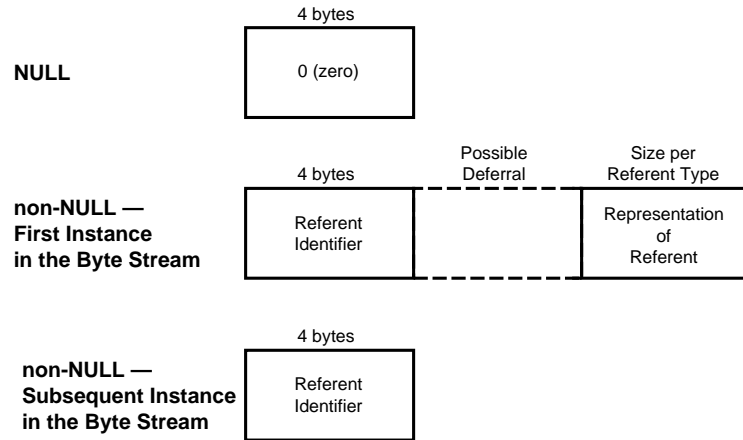 4 bytes
NULL
0 (zero)
Possible
Deferral
Size per
Referent Type
4 bytes
non-NULL —
First Instance
in the Byte Stream
Referent
Identifier
Representation
of
Referent
4 bytes
non-NULL —
Subsequent Instance
in the Byte Stream
Referent
Identifier